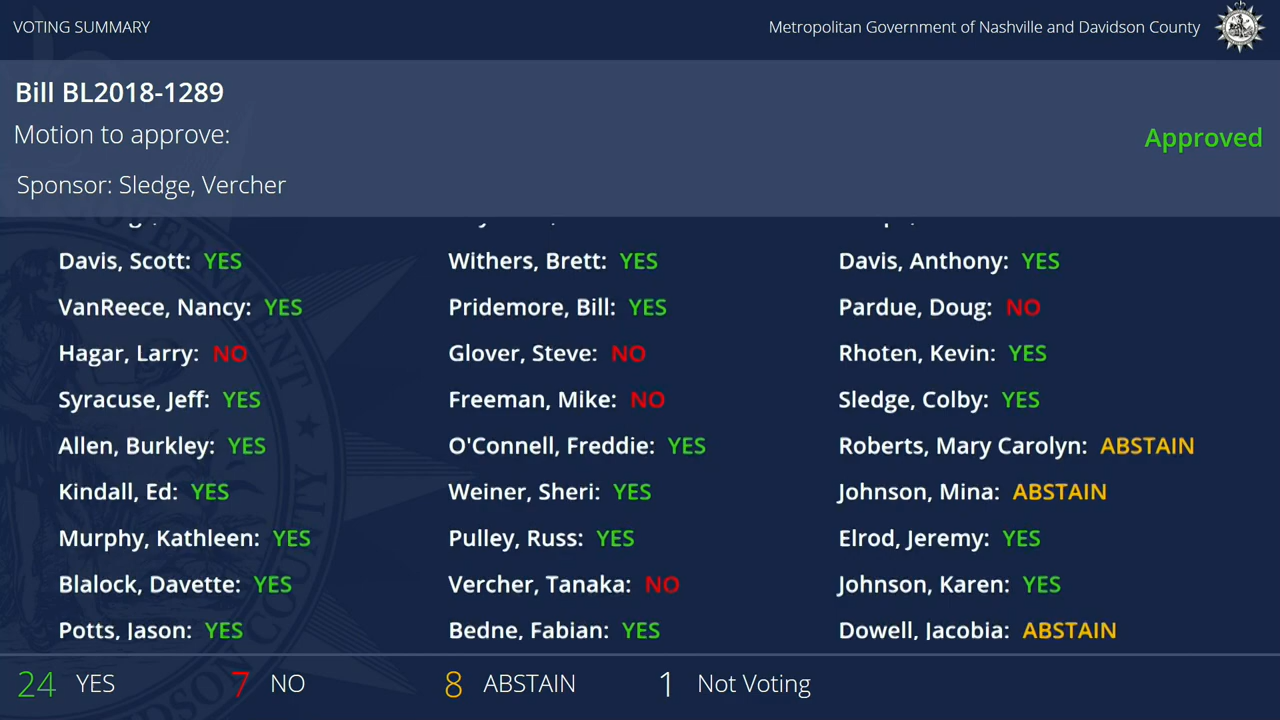 VOTING SUMMARY
Metropolitan Government of Nashville and Davidson County
Bill BL2018-1289
Motion to approve:
Approved
Sponsor: Sledge, Vercher
Davis, Scott: YES Withers, Brett: YES Davis, Anthony: YES
VanReece, Nancy: YES Pridemore, Bill: YES Pardue, Doug: NO
Hagar, Larry: NO Glover, Steve: NO Rhoten, Kevin: YES
Syracuse, Jeff: YES Freeman, Mike: NO Sledge, Colby: YES
Allen, Burkley: YES O'Connell, Freddie: YES Roberts, Mary Carolyn: ABSTAIN
Kindall, Ed: YES Weiner, Sheri: YES Johnson, Mina: ABSTAIN
Murphy, Kathleen: YES Pulley, Russ: YES Elrod, Jeremy: YES
Blalock, Davette: YES Vercher, Tanaka: NO Johnson, Karen: YES
Potts, Jason: YES Bedne, Fabian: YES Dowell, Jacobia: ABSTAIN
24 YES 7 NO 8 ABSTAIN 1 Not Voting